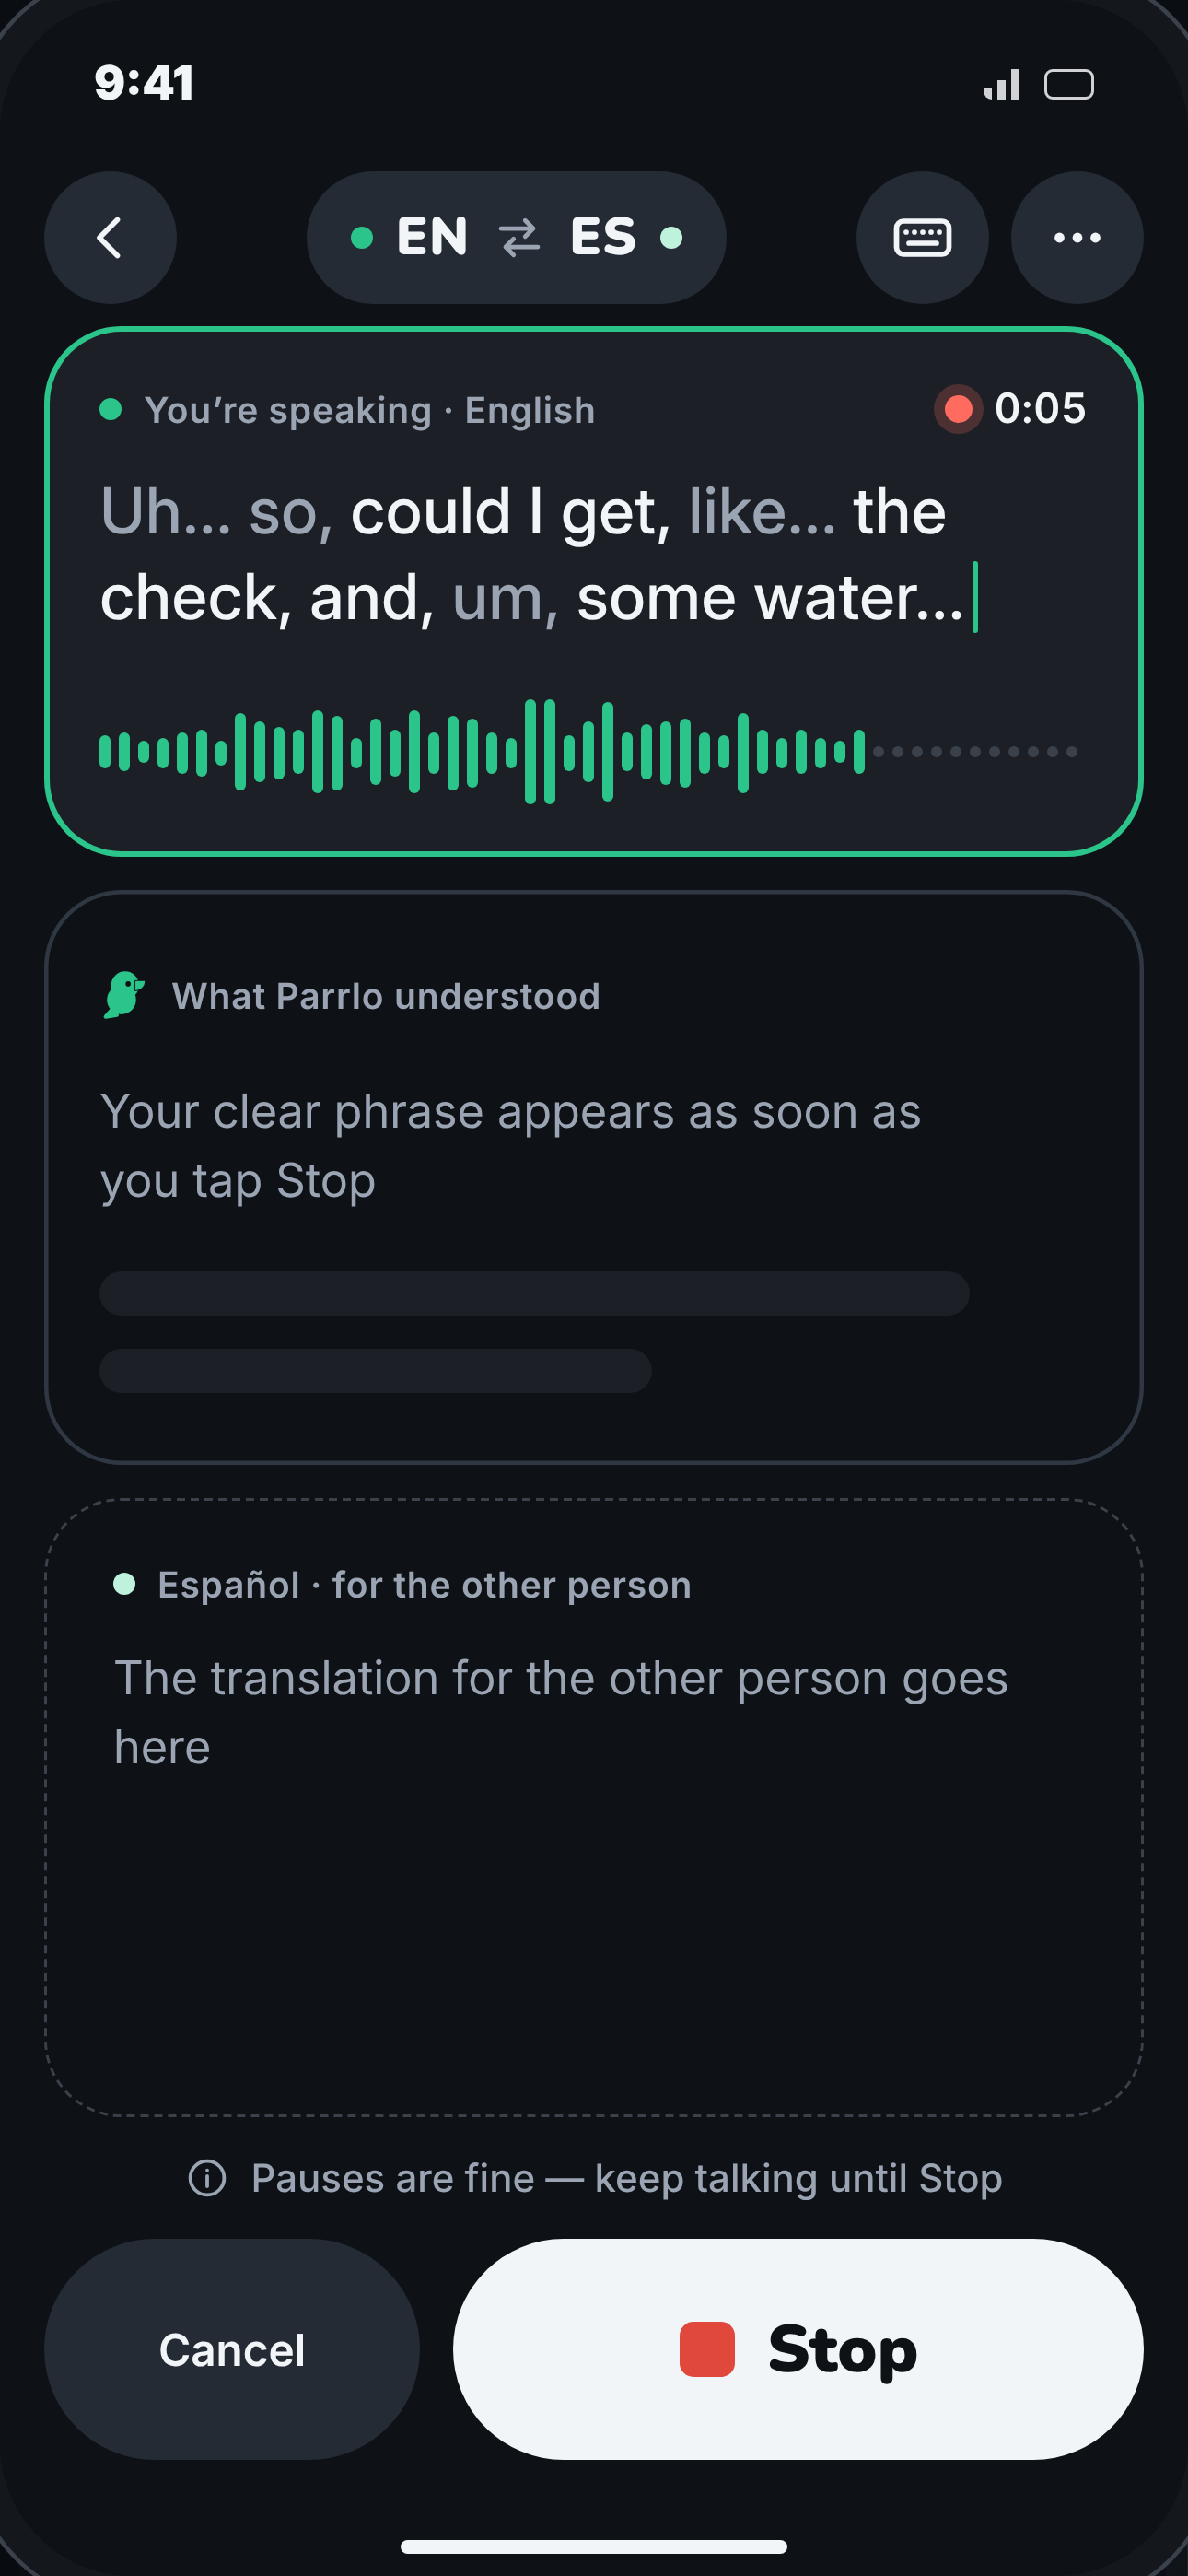 9:41
EN ES
You’re speaking · English 0:05
Uh... so, could I get, like... the
check, and, um, some water...
What Parrlo understood
Your clear phrase appears as soon as
you tap Stop
Español · for the other person
The translation for the other person goes
here
Pauses are fine — keep talking until Stop
Cancel Stop